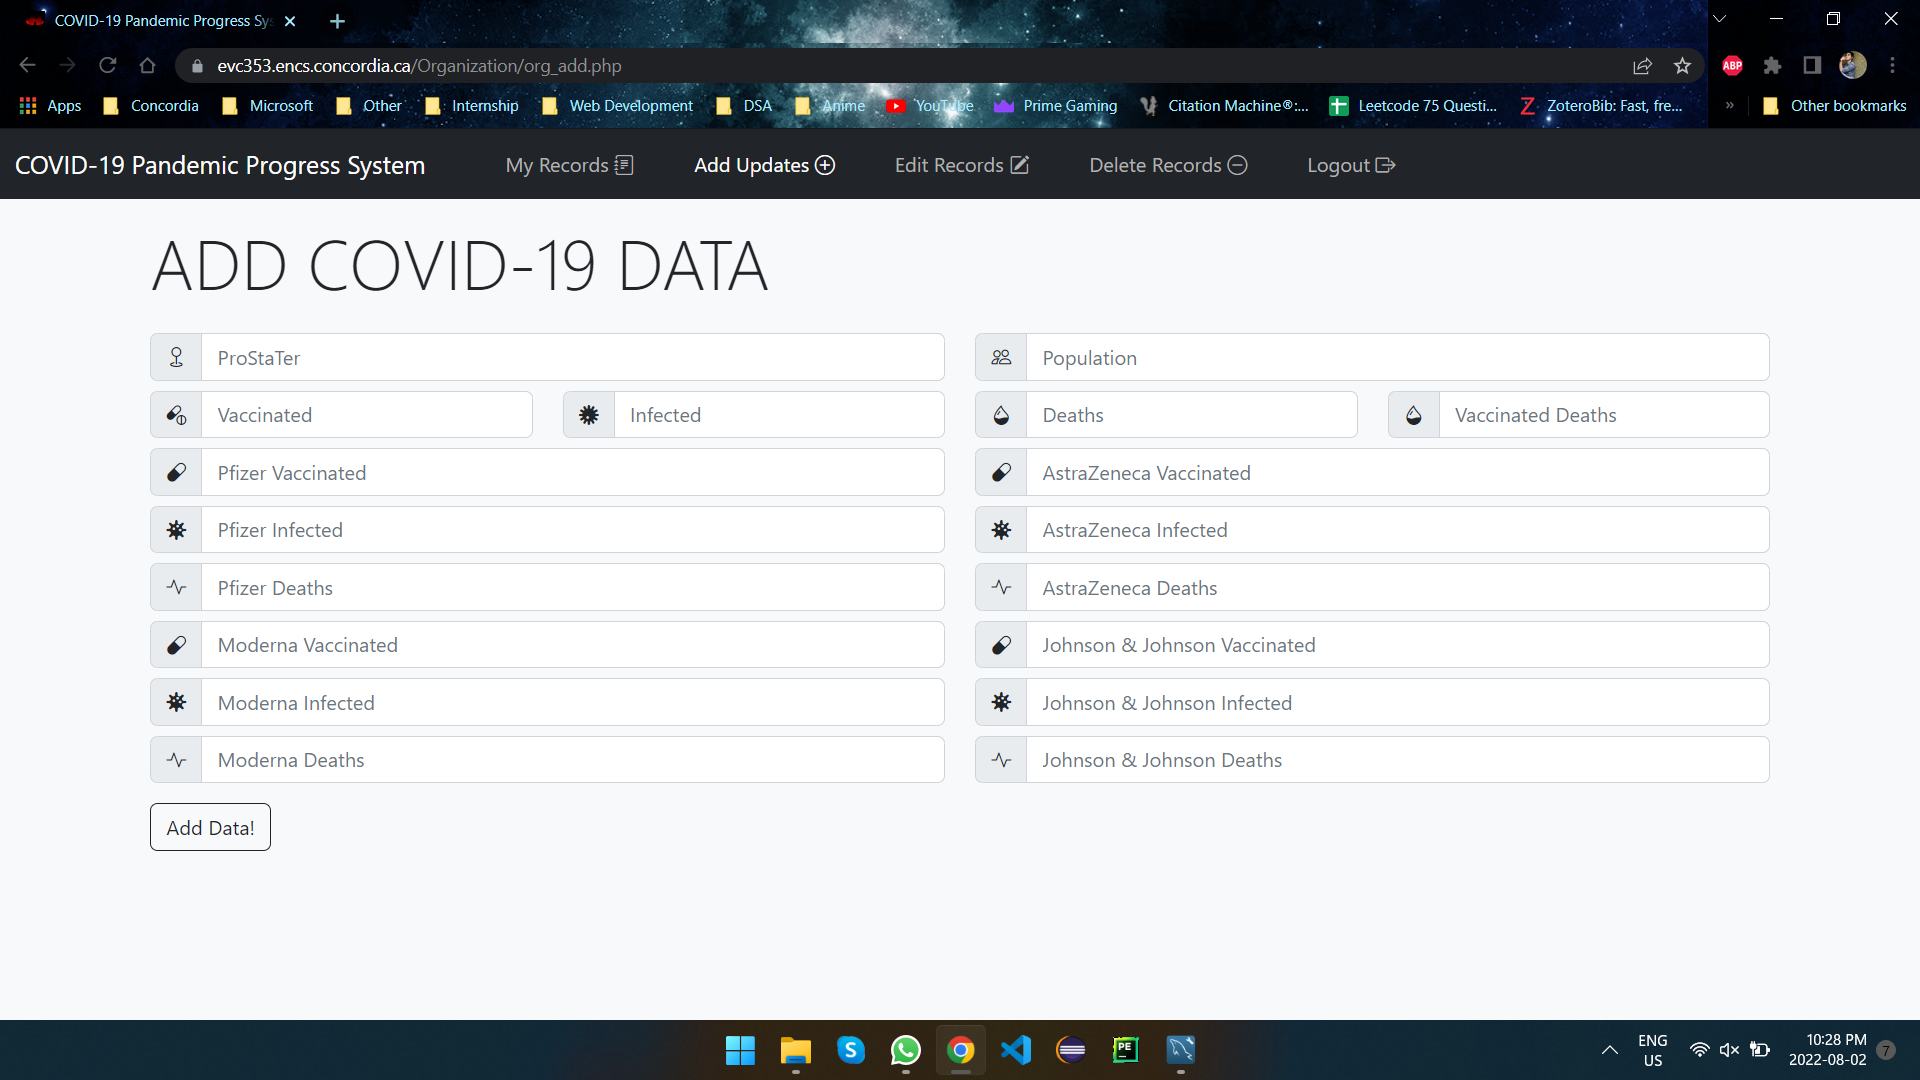 COVID-19 Pandemic Progress Sy
evc353.encs.concordia.ca/Organization/org_add.php
ABP
Apps Concordia Microsoft Other Internship Web Development DSA Anime YouTube Prime Gaming Citation Machine®:... Leetcode 75 Questi... ZoteroBib: Fast, fre... » Other bookmarks
COVID-19 Pandemic Progress System My Records Add Updates Edit Records Delete Records Logout
ADD COVID-19 DATA
ProStaTer Population
Vaccinated Infected Deaths Vaccinated Deaths
Pfizer Vaccinated AstraZeneca Vaccinated
Pfizer Infected AstraZeneca Infected
Pfizer Deaths AstraZeneca Deaths
Moderna Vaccinated Johnson & Johnson Vaccinated
Moderna Infected Johnson & Johnson Infected
Moderna Deaths Johnson & Johnson Deaths
Add Data!
S PE
ENG 10:28 PM
US 2022-08-02 7